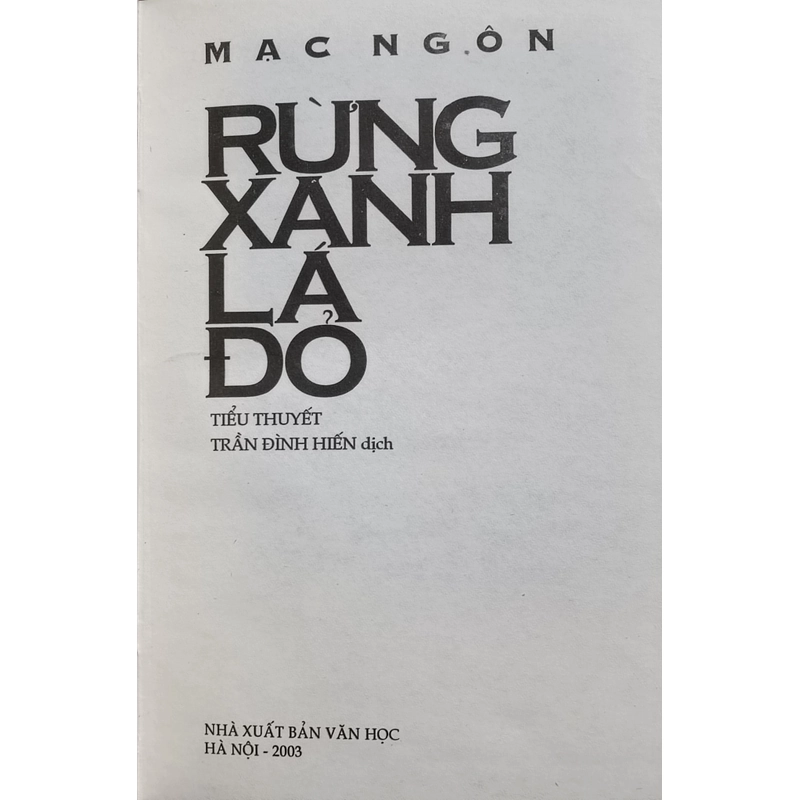 MẠC NGÔN
RỪNG
XANH
LÁ
ĐỎ
TIỂU THUYẾT
TRẦN ĐÌNH HIẾN dịch
NHÀ XUẤT BẢN VĂN HỌC
HÀ NỘI - 2003